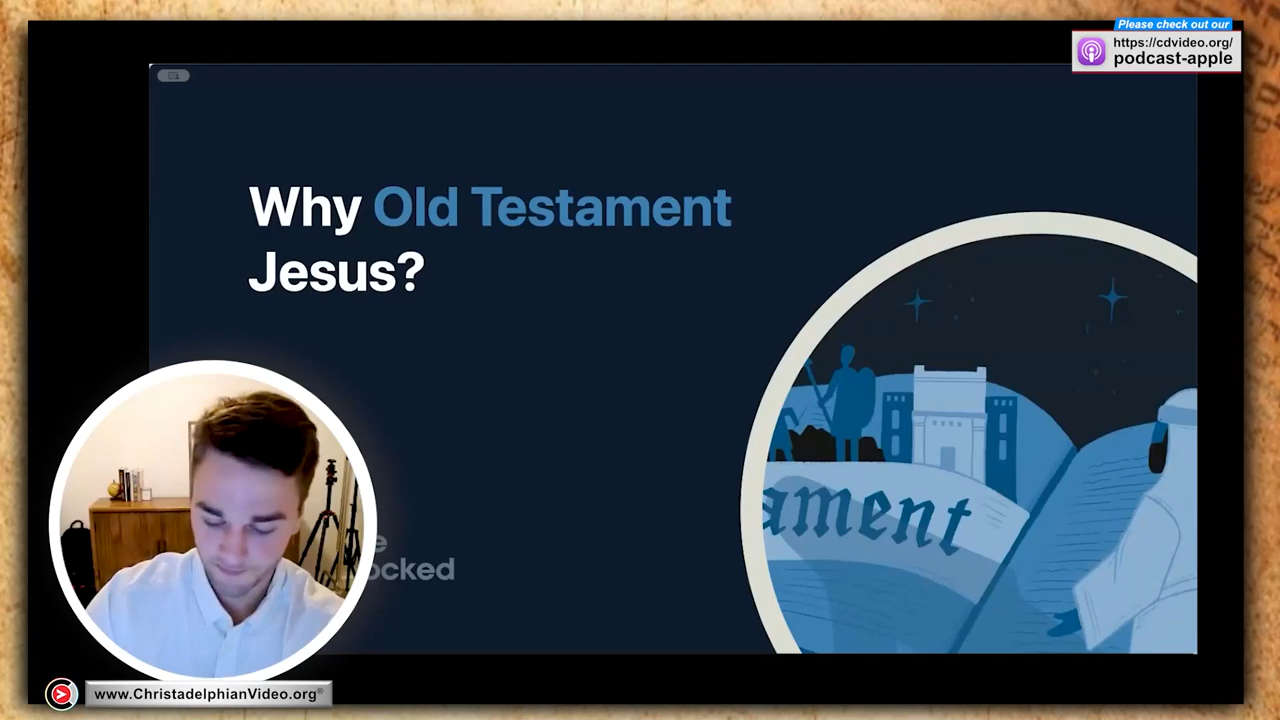 Please check out our
https://cdvideo.org/
podcast-apple
Why Old Testament
Jesus?
ament
www.ChristadelphianVideo.org®